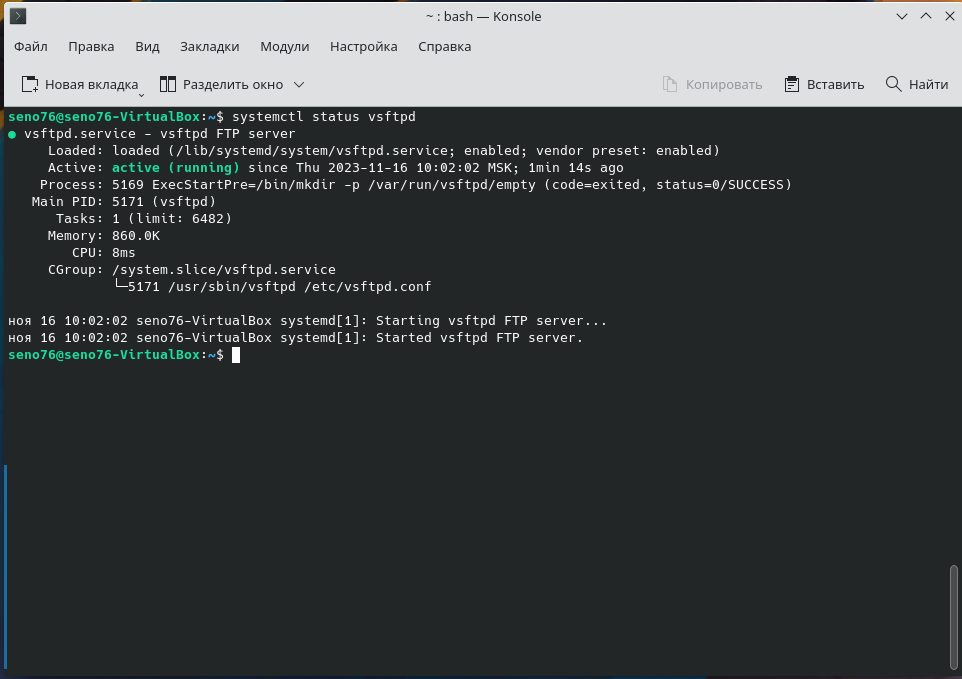 ~ : bash — Konsole
Файл Правка Вид Закладки Модули Настройка Справка
Новая вкладка Разделить окно Копировать Вставить Найти
seno76@seno76-VirtualBox:~$ systemctl status vsftpd
● vsftpd.service - vsftpd FTP server
Loaded: loaded (/lib/systemd/system/vsftpd.service; enabled; vendor preset: enabled)
Active: active (running) since Thu 2023-11-16 10:02:02 MSK; 1min 14s ago
Process: 5169 ExecStartPre=/bin/mkdir -p /var/run/vsftpd/empty (code=exited, status=0/SUCCESS)
Main PID: 5171 (vsftpd)
Tasks: 1 (limit: 6482)
Memory: 860.0K
CPU: 8ms
CGroup: /system.slice/vsftpd.service
└─5171 /usr/sbin/vsftpd /etc/vsftpd.conf
ноя 16 10:02:02 seno76-VirtualBox systemd[1]: Starting vsftpd FTP server...
ноя 16 10:02:02 seno76-VirtualBox systemd[1]: Started vsftpd FTP server.
seno76@seno76-VirtualBox:~$